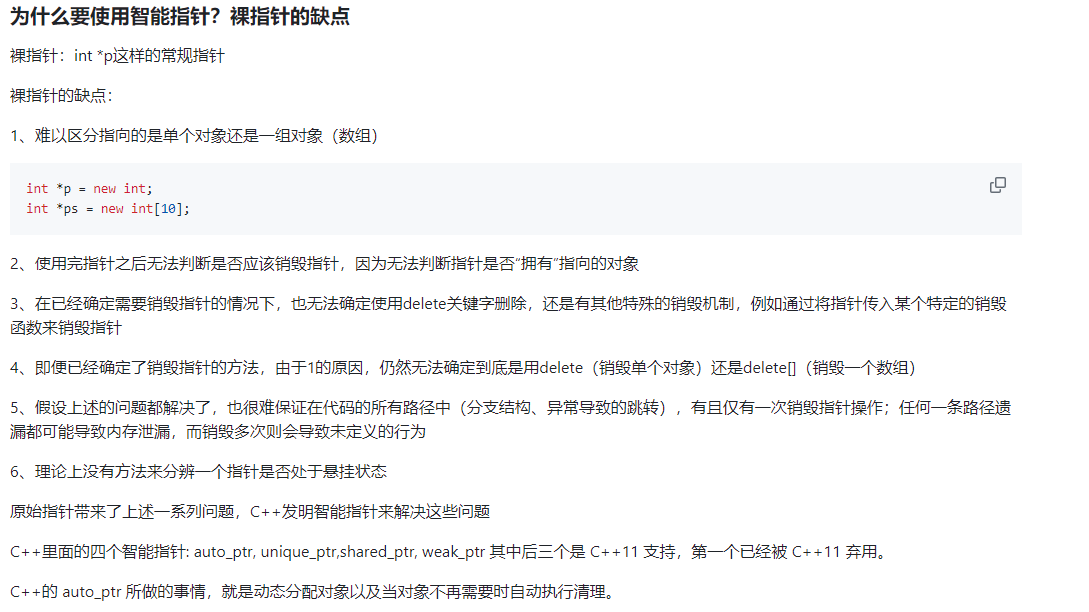 为什么要使用智能指针？裸指针的缺点
裸指针：int *p这样的常规指针
裸指针的缺点：
1、难以区分指向的是单个对象还是一组对象（数组）
int *p = new int;
int *ps = new int[10];
2、使用完指针之后无法判断是否应该销毁指针，因为无法判断指针是否“拥有”指向的对象
3、在已经确定需要销毁指针的情况下，也无法确定使用delete关键字删除，还是有其他特殊的销毁机制，例如通过将指针传入某个特定的销毁
函数来销毁指针
4、即便已经确定了销毁指针的方法，由于1的原因，仍然无法确定到底是用delete（销毁单个对象）还是delete[]（销毁一个数组）
5、假设上述的问题都解决了，也很难保证在代码的所有路径中（分支结构、异常导致的跳转），有且仅有一次销毁指针操作；任何一条路径遗
漏都可能导致内存泄漏，而销毁多次则会导致未定义的行为
6、理论上没有方法来分辨一个指针是否处于悬挂状态
原始指针带来了上述一系列问题，C++发明智能指针来解决这些问题
C++里面的四个智能指针: auto_ptr, unique_ptr,shared_ptr, weak_ptr 其中后三个是 C++11 支持，第一个已经被 C++11 弃用。
C++的 auto_ptr 所做的事情，就是动态分配对象以及当对象不再需要时自动执行清理。